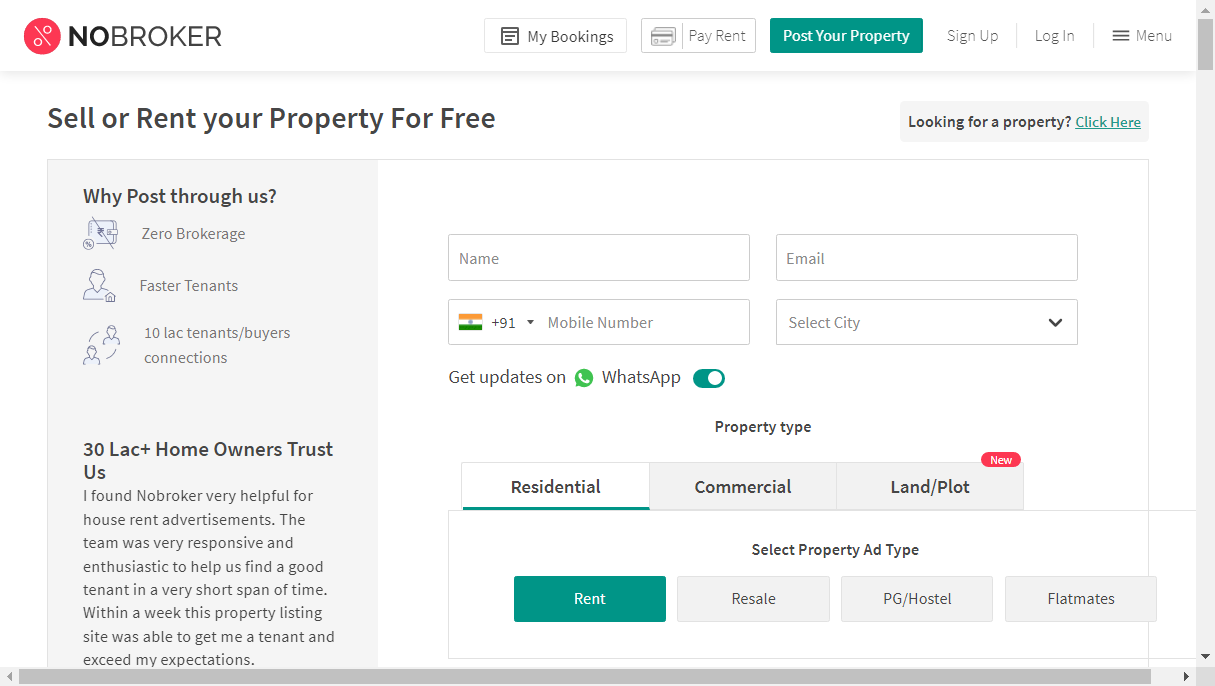 NOBROKER
My Bookings
Pay Rent
Post Your Property
Sign Up
Log In
Menu
Sell or Rent your Property For Free
Looking for a property? Click Here
Why Post through us?
Zero Brokerage
Faster Tenants
10 lac tenants/buyers
connections
30 Lac+ Home Owners Trust
Us
I found Nobroker very helpful for
house rent advertisements. The
team was very responsive and
enthusiastic to help us find a good
tenant in a very short span of time.
Within a week this property listing
site was able to get me a tenant and
exceed my expectations.
Name
Email
+91
Mobile Number
Select City
Get updates on WhatsApp
Property type
New
Residential
Commercial
Land/Plot
Select Property Ad Type
Rent
Resale
PG/Hostel
Flatmates